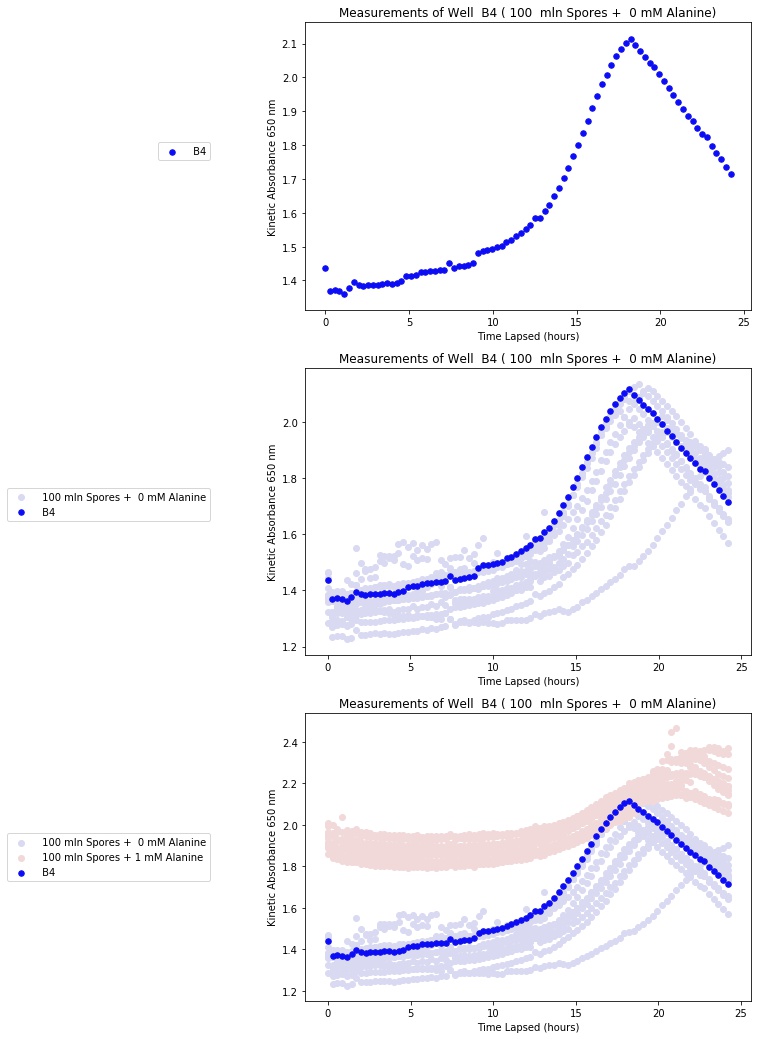 Measurements of Well  B4 ( 100  mln Spores +  0 mM Alanine)
2.1
2.0
1.9
1.8
1.7
1.6
1.5
1.4
Kinetic Absorbance 650 nm
B4
0 5 10 15 20 25
Time Lapsed (hours)
Measurements of Well  B4 ( 100  mln Spores +  0 mM Alanine)
2.0
1.8
1.6
1.4
1.2
Kinetic Absorbance 650 nm
100 mln Spores +  0 mM Alanine
B4
0 5 10 15 20 25
Time Lapsed (hours)
Measurements of Well  B4 ( 100  mln Spores +  0 mM Alanine)
2.4
2.2
2.0
1.8
1.6
1.4
1.2
Kinetic Absorbance 650 nm
100 mln Spores +  0 mM Alanine
100 mln Spores + 1 mM Alanine
B4
0 5 10 15 20 25
Time Lapsed (hours)